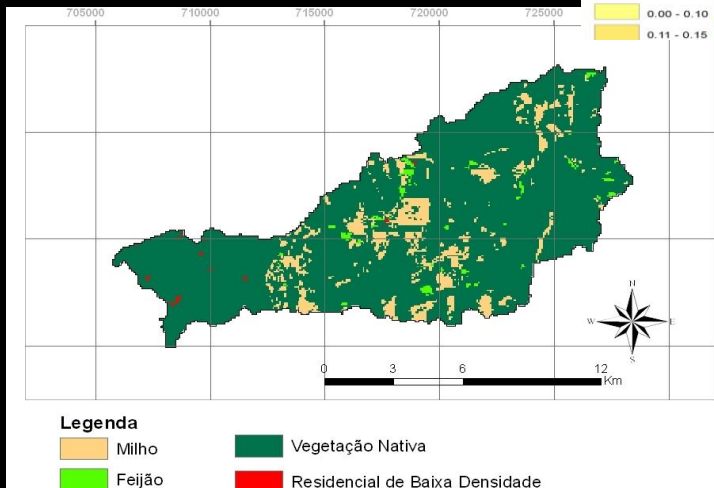 705000 710000 715000 720000 725000
0.00 - 0.10
0.11 - 0.15
N
W E
S
0 3 6 12
Km
Legenda
Milho
Vegetação Nativa
Feijão
Residencial de Baixa Densidade